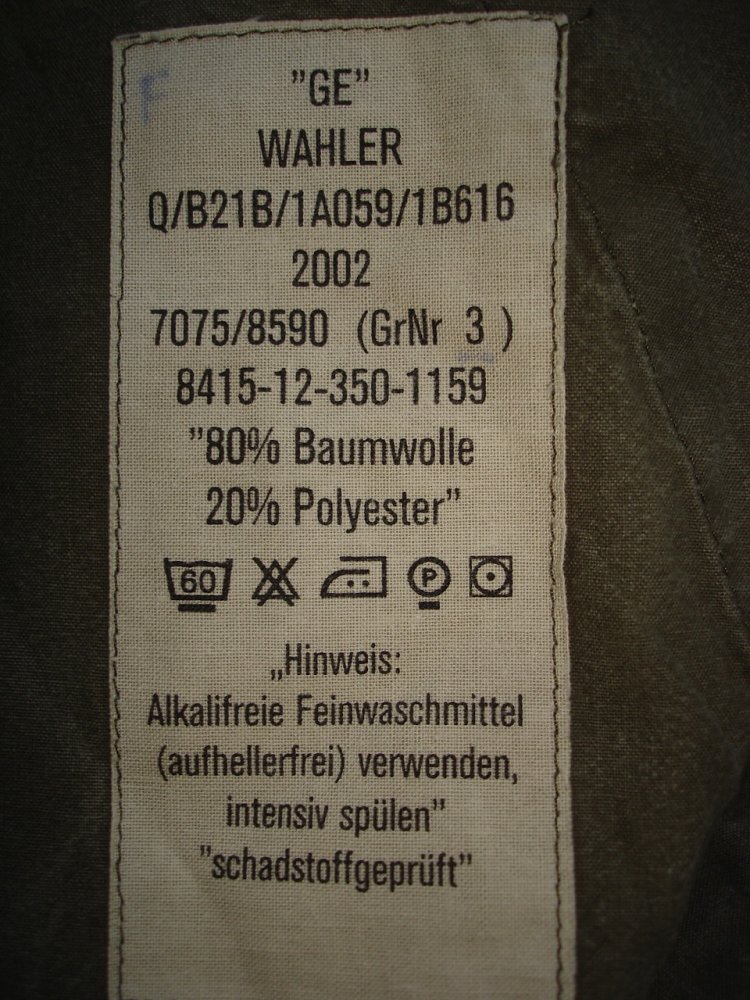 F
"GE"
WAHLER
Q/B21B/1A059/1B616
2002
7075/8590 (GrNr 3 )
8415-12-350-1159
"80% Baumwolle
20% Polyester"
60 P
„Hinweis:
Alkalifreie Feinwaschmittel
(aufhellerfrei) verwenden,
intensiv spülen"
"schadstoffgeprüft"